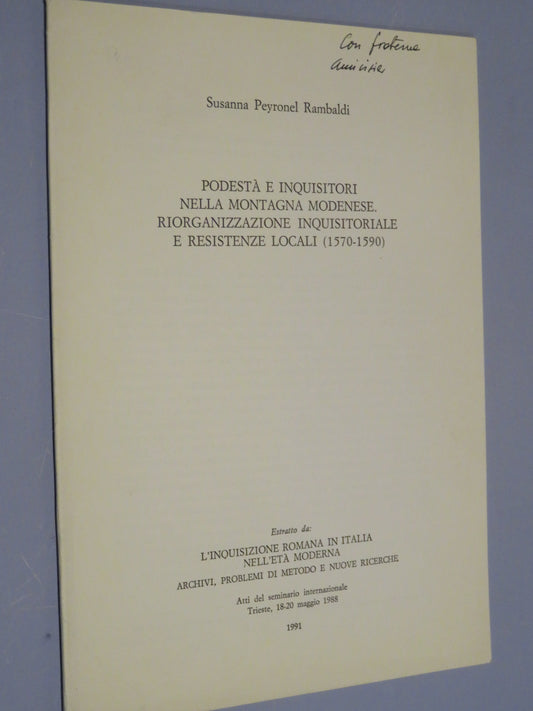 Con fraterna
amicizia
Susanna Peyronel Rambaldi
PODESTÀ E INQUISITORI
NELLA MONTAGNA MODENESE.
RIORGANIZZAZIONE INQUISITORIALE
E RESISTENZE LOCALI (1570-1590)
Estratto da:
L'INQUISIZIONE ROMANA IN ITALIA
NELL'ETÀ MODERNA
ARCHIVI, PROBLEMI DI METODO E NUOVE RICERCHE
Atti del seminario internazionale
Trieste, 18-20 maggio 1988
1991